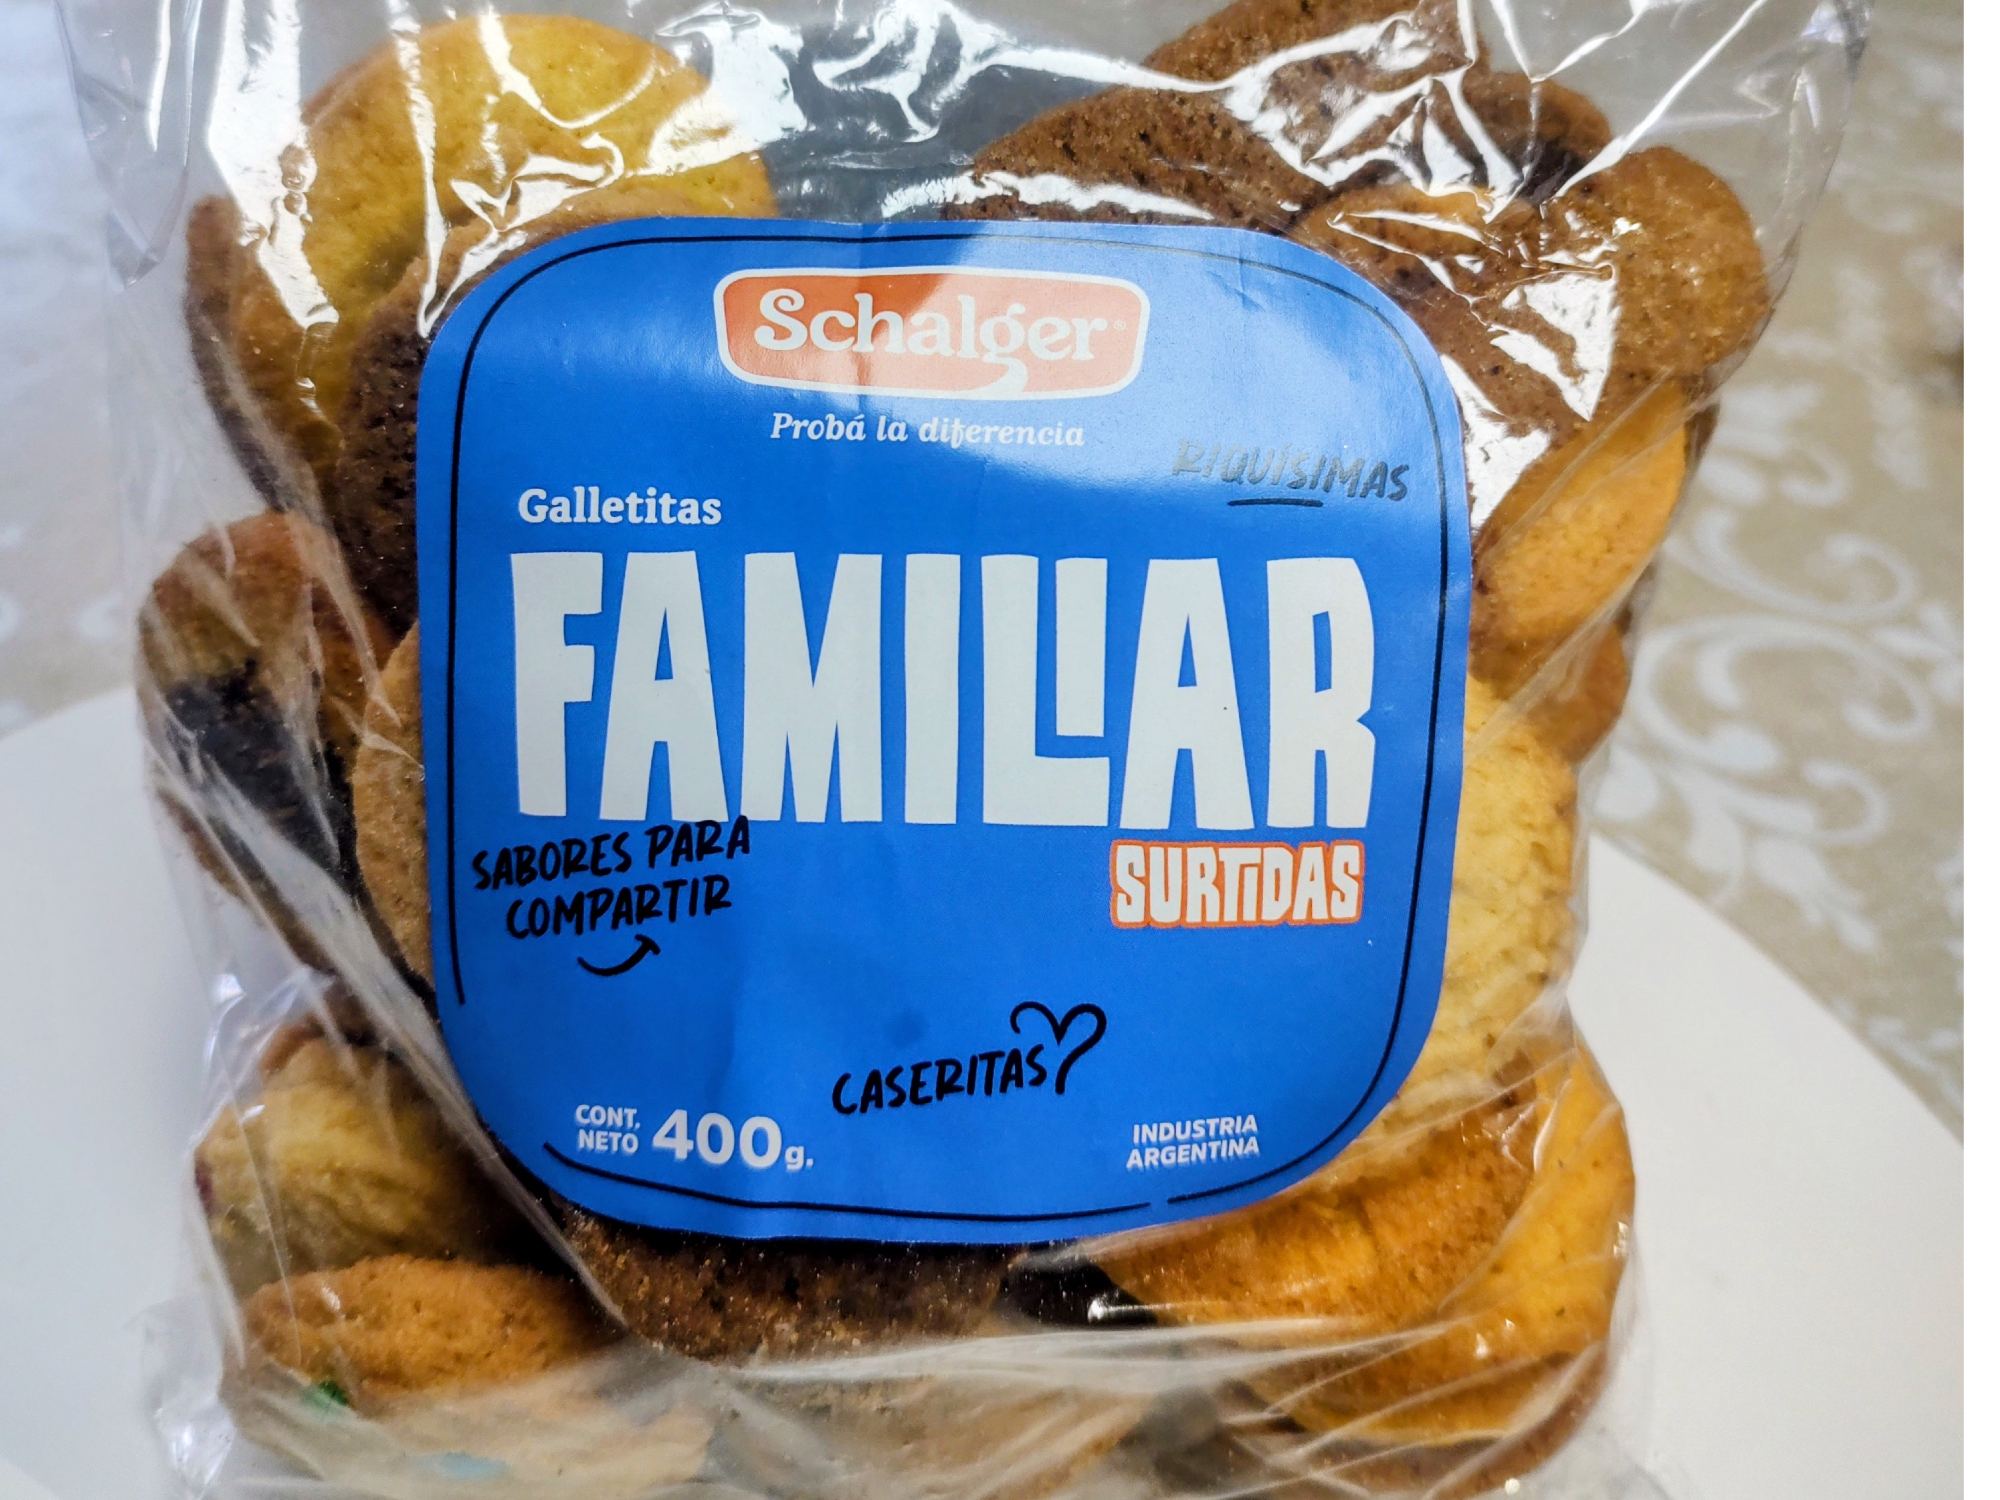 Schalger®
Probá la diferencia
RIQUÍSIMAS
Galletitas
FAMILIAR
SURTIDAS
SABORES PARA
COMPARTIR
CASERITAS
CONT.
NETO 400g.
INDUSTRIA
ARGENTINA